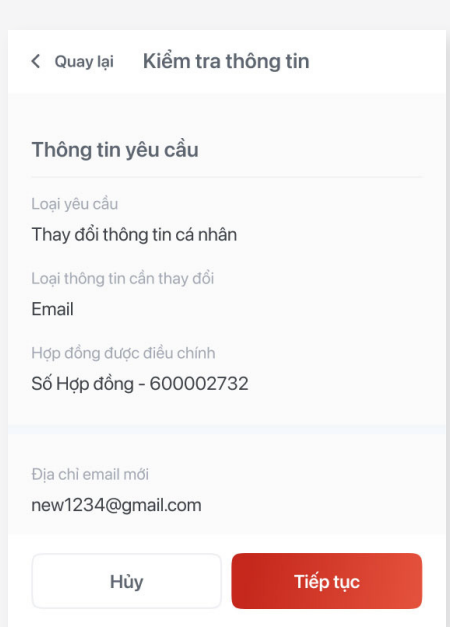 Quay lại Kiểm tra thông tin
Thông tin yêu cầu
Loại yêu cầu
Thay đổi thông tin cá nhân
Loại thông tin cần thay đổi
Email
Hợp đồng được điều chỉnh
Số Hợp đồng - 600002732
Địa chỉ email mới
new1234@gmail.com
Hủy Tiếp tục